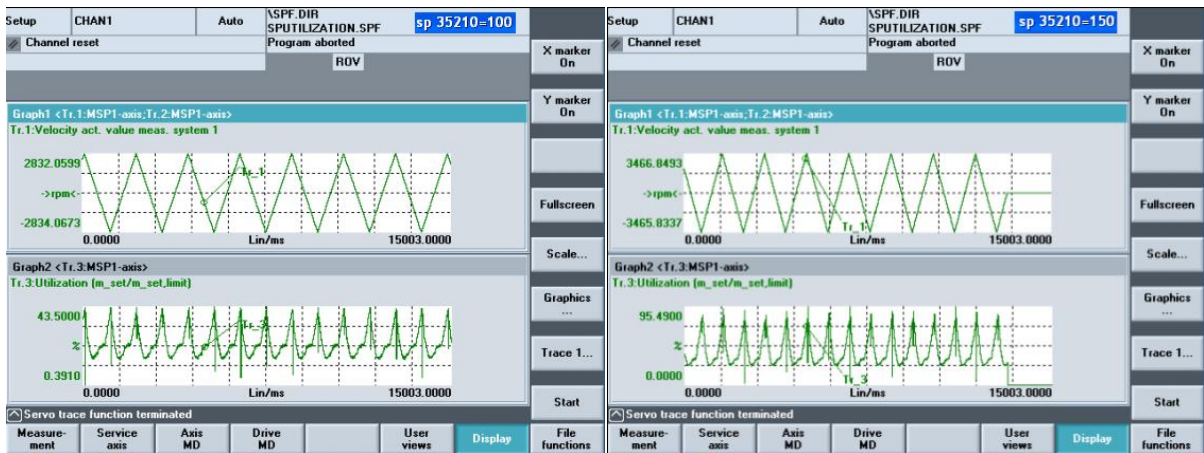 Setup CHAN1 Auto \SPF.DIR
SPUTILIZATION.SPF
sp 35210=100
Channel reset Program aborted
ROV
X marker
On
Y marker
On
Graph1 <Tr.1:MSP1-axis;Tr.2:MSP1-axis>
Tr.1:Velocity act. value meas. system 1
2832.0599
->rpm<-
-2834.0673
Tr_1
0.0000 Lin/ms 15003.0000
Fullscreen
Scale...
Graph2 <Tr.3:MSP1-axis>
Tr.3:Utilization (m_set/m_set,limit)
43.5000
%
0.3910
Tr_3
0.0000 Lin/ms 15003.0000
Graphics
...
Trace 1...
Start
Servo trace function terminated
Measure-
ment
Service
axis
Axis
MD
Drive
MD
User
views
Display
File
functions
Setup CHAN1 Auto \SPF.DIR
SPUTILIZATION.SPF
sp 35210=150
Channel reset Program aborted
ROV
X marker
On
Y marker
On
Graph1 <Tr.1:MSP1-axis;Tr.2:MSP1-axis>
Tr.1:Velocity act. value meas. system 1
3466.8493
->rpm<-
-3465.8337
Tr_1
0.0000 Lin/ms 15003.0000
Fullscreen
Scale...
Graph2 <Tr.3:MSP1-axis>
Tr.3:Utilization (m_set/m_set,limit)
95.4900
%
0.0000
Tr_3
0.0000 Lin/ms 15003.0000
Graphics
...
Trace 1...
Start
Servo trace function terminated
Measure-
ment
Service
axis
Axis
MD
Drive
MD
User
views
Display
File
functions